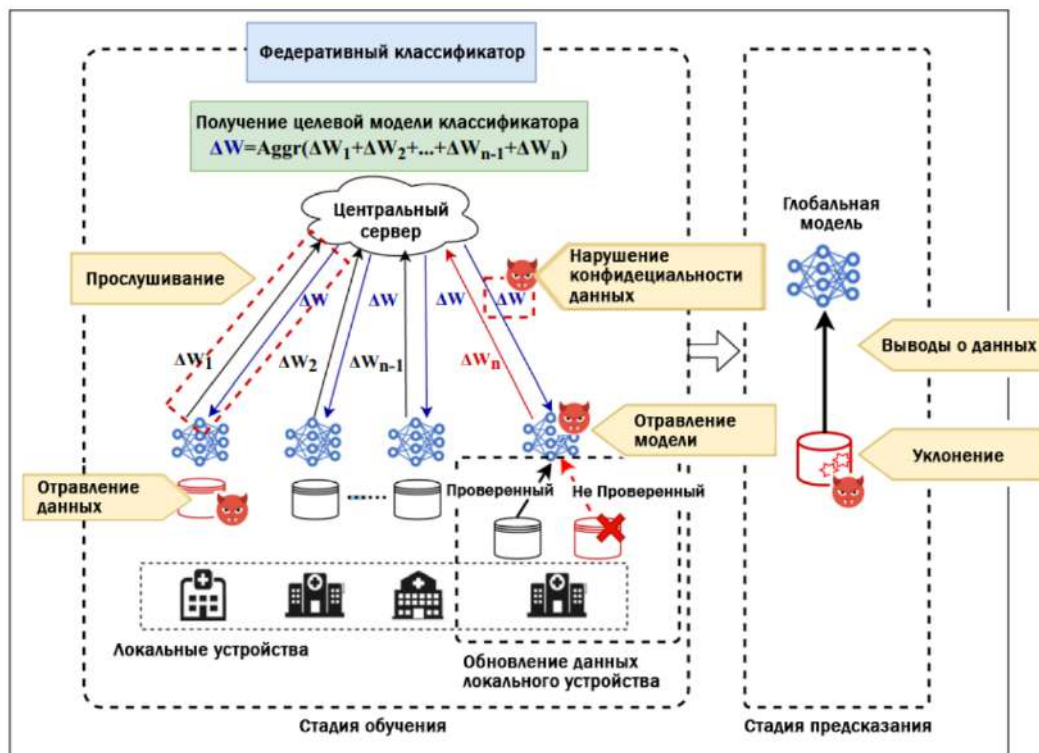 Федеративный классификатор
Получение целевой модели классификатора
ΔW=Aggr(ΔW1+ΔW2+...+ΔWn-1+ΔWn)
Центральный
сервер
Прослушивание
Нарушение
конфидециальности
данных
Глобальная
модель
ΔW
ΔW
ΔW
ΔW
ΔW1
ΔW2
ΔWn-1
ΔWn
Выводы о данных
Отравление
модели
Уклонение
Отравление
данных
Проверенный
Не Проверенный
Локальные устройства
Обновление данных
локального устройства
Стадия обучения
Стадия предсказания